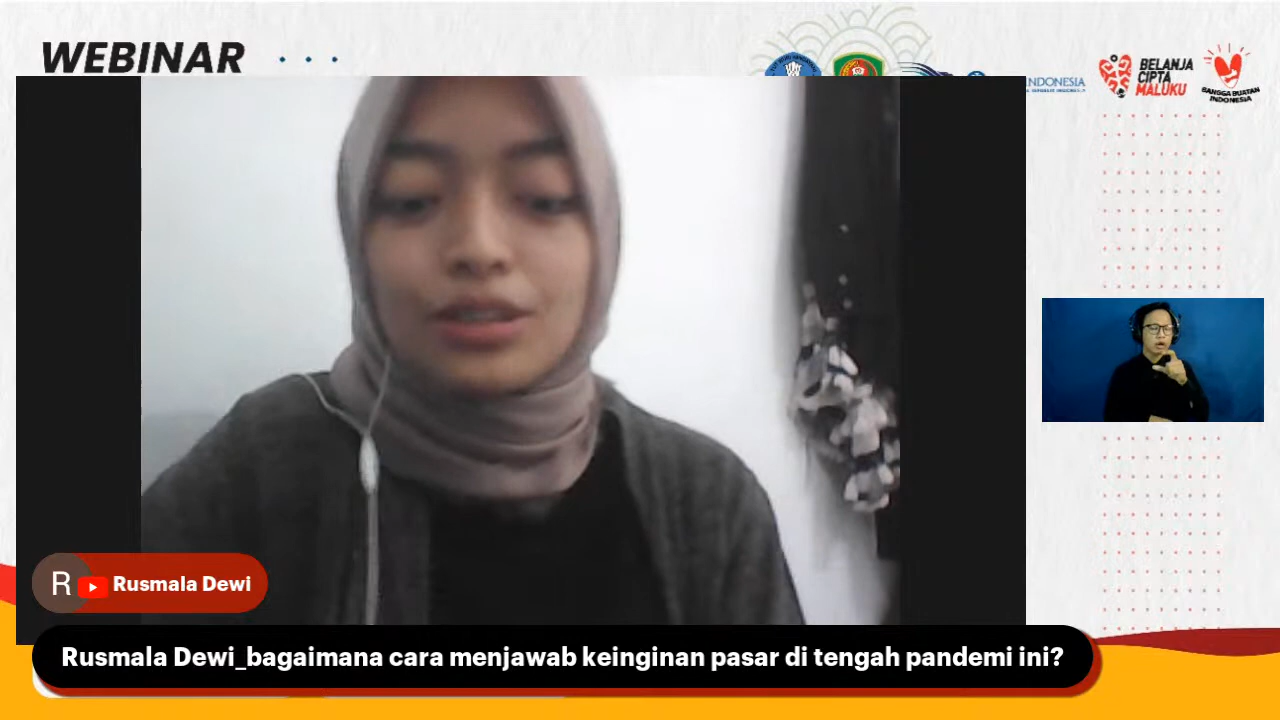 WEBINAR
NDONESIA
BELANJA
CIPTA
MALUKU
BANGGA BUATAN
INDONESIA
R
Rusmala Dewi
Rusmala Dewi_bagaimana cara menjawab keinginan pasar di tengah pandemi ini?